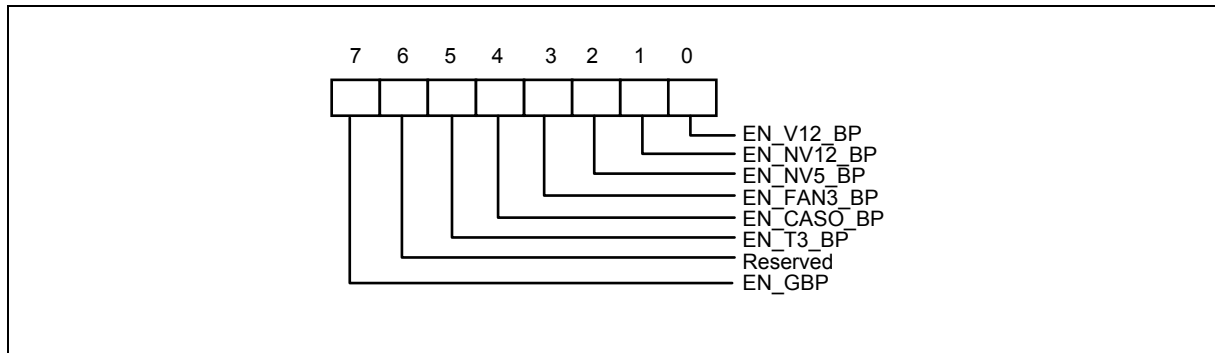 7 6 5 4 3 2 1 0
EN_V12_BP
EN_NV12_BP
EN_NV5_BP
EN_FAN3_BP
EN_CASO_BP
EN_T3_BP
Reserved
EN_GBP